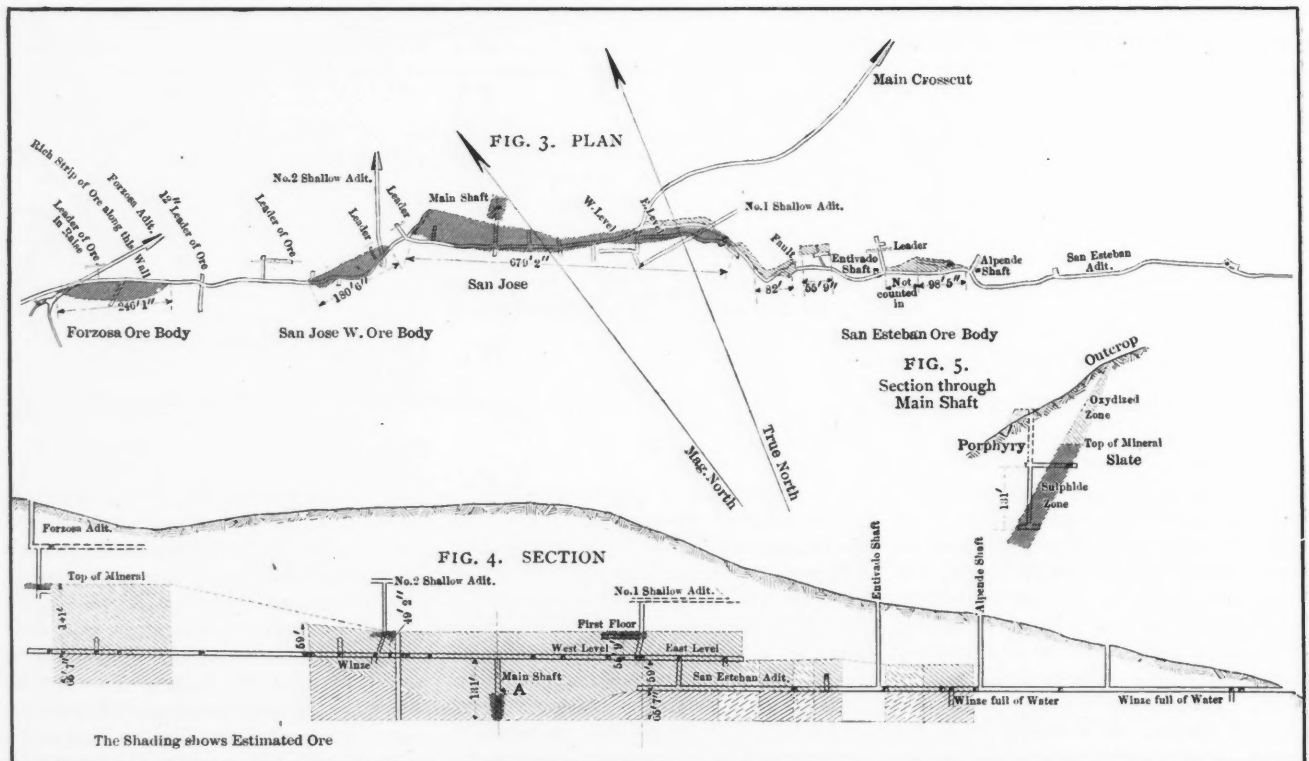 Main Crosscut
FIG. 3. PLAN
Rich Strip of Ore along this Wall
Forzosa Adit.
12" Leader of Ore
Leader of Ore
In Raise
Leader of Ore
No.2 Shallow Adit.
Leader
Leader
Main Shaft
W. Level
E. Level
No.1 Shallow Adit.
Fault
Entivado
Shaft
Leader
Alpende
Shaft
San Esteban
Adit.
246'1"
180'6"
679'2"
82'
55'9"
Not
counted
in
98'5"
Forzosa Ore Body
San Jose W. Ore Body
San Jose
San Esteban Ore Body
Mag. North
True North
FIG. 5.
Section through
Main Shaft
Outcrop
Oxydized
Zone
Porphyry
Top of Mineral
Slate
131'
Sulphide
Zone
FIG. 4. SECTION
Forzosa Adit.
Top of Mineral
No.2 Shallow Adit.
49'2"
No.1 Shallow Adit.
First Floor
59'
West Level
East Level
Winze
Main Shaft
A
131'
59'
65'7"
San Esteban Adit.
Entivado Shaft
Alpende Shaft
Winze full of Water
Winze full of Water
The Shading shows Estimated Ore